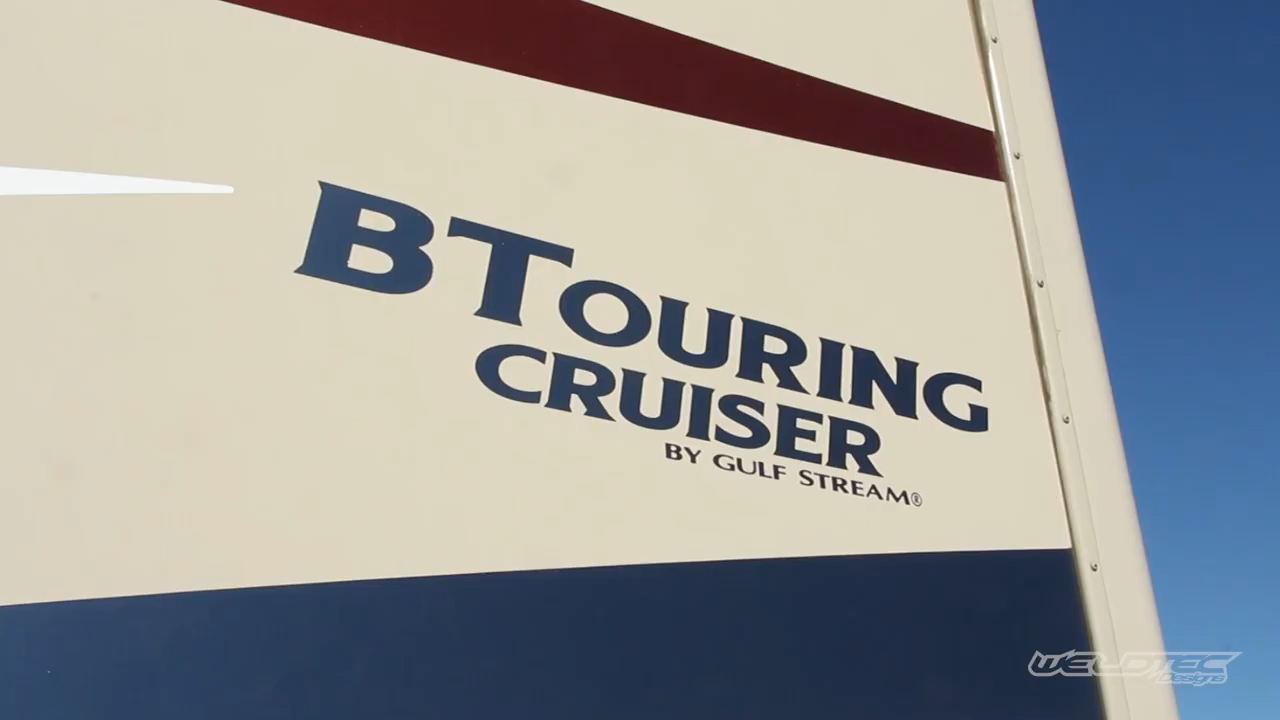 BTOURING
CRUISER
BY GULF STREAM®
WELDTEC
Designs